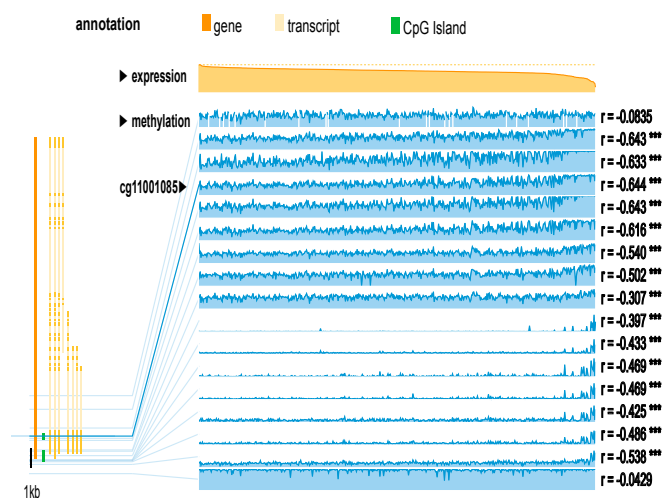 annotation gene transcript CpG Island
▶ expression
▶ methylation r = -0.0835
r = -0.643 ***
r = -0.633 ***
cg11001085▶ r = -0.644 ***
r = -0.643 ***
r = -0.616 ***
r = -0.540 ***
r = -0.502 ***
r = -0.307 ***
r = -0.397 ***
r = -0.433 ***
r = -0.469 ***
r = -0.469 ***
r = -0.425 ***
r = -0.486 ***
r = -0.538 ***
r = -0.0429
1kb